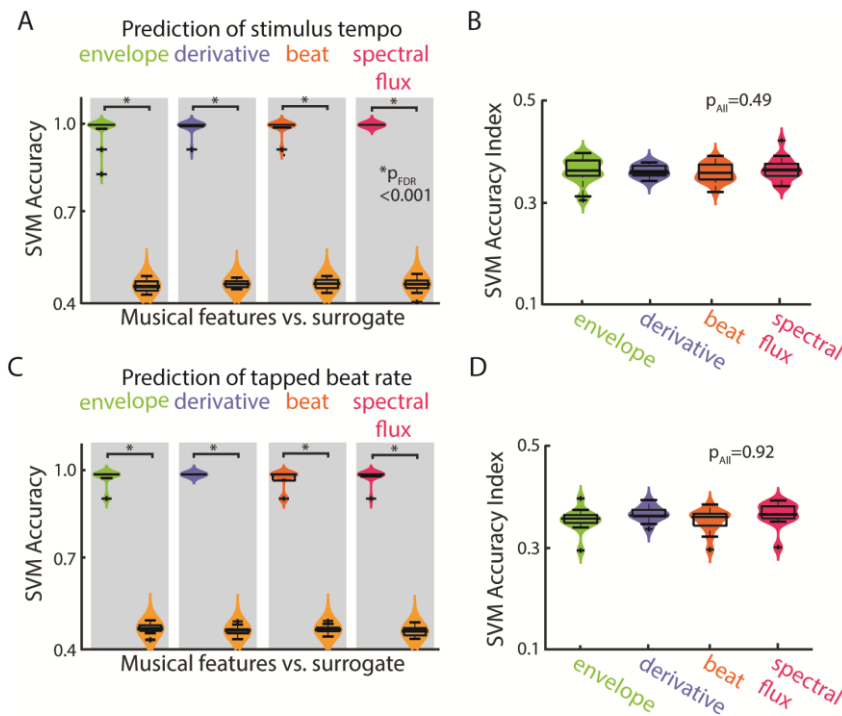 A
Prediction of stimulus tempo
envelope derivative beat spectral
flux
SVM Accuracy
1.0
0.7
0.4
* * * *
*pFDR
<0.001
Musical features vs. surrogate
B
SVM Accuracy Index
0.5
0.3
0.1
pAll=0.49
envelope
derivative
beat
spectral
flux
C
Prediction of tapped beat rate
envelope derivative beat spectral
flux
SVM Accuracy
1.0
0.7
0.4
* * * *
Musical features vs. surrogate
D
SVM Accuracy Index
0.5
0.3
0.1
pAll=0.92
envelope
derivative
beat
spectral
flux